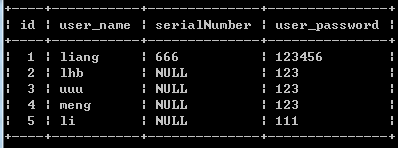 id user_name serialNumber user_password
1 liang 666 123456
2 lhb NULL 123
3 uuu NULL 123
4 meng NULL 123
5 li NULL 111